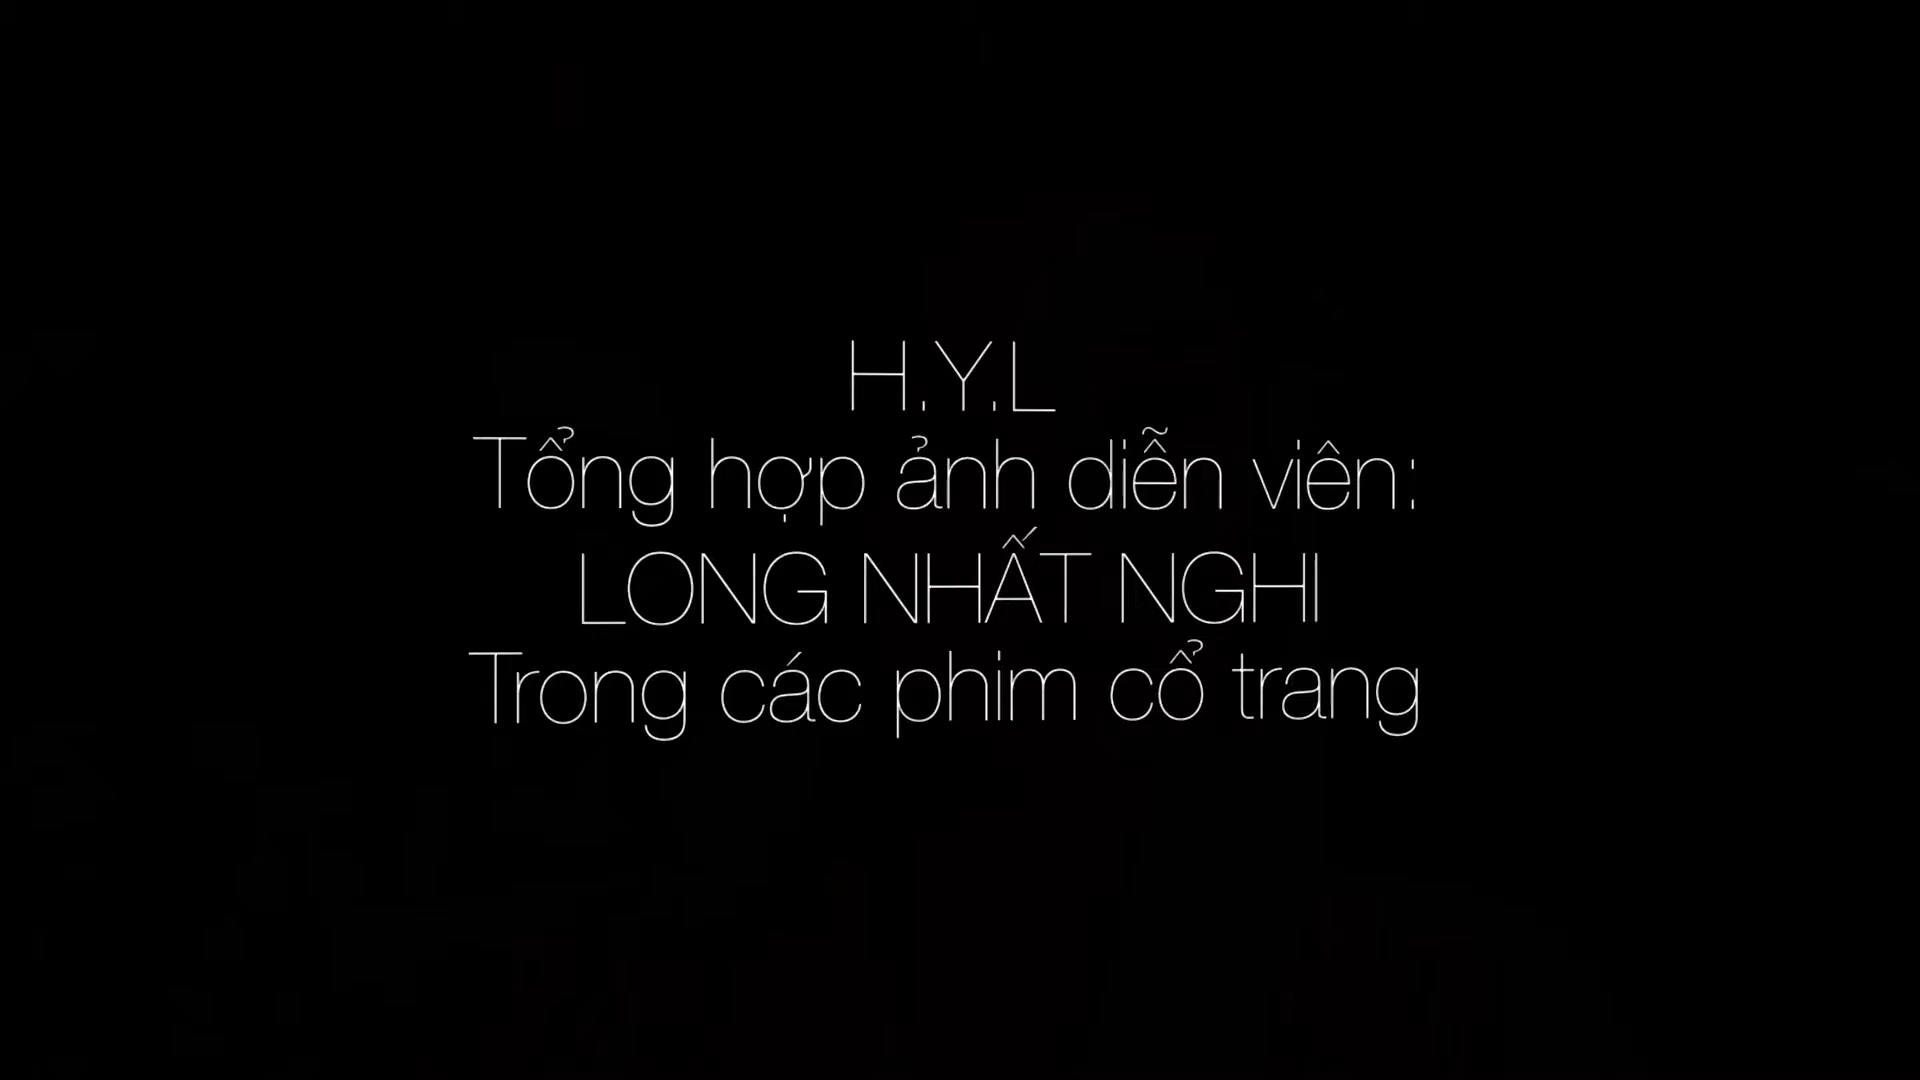 H.Y.L
Tổng hợp ảnh diễn viên:
LONG NHẤT NGHI
Trong các phim cổ trang